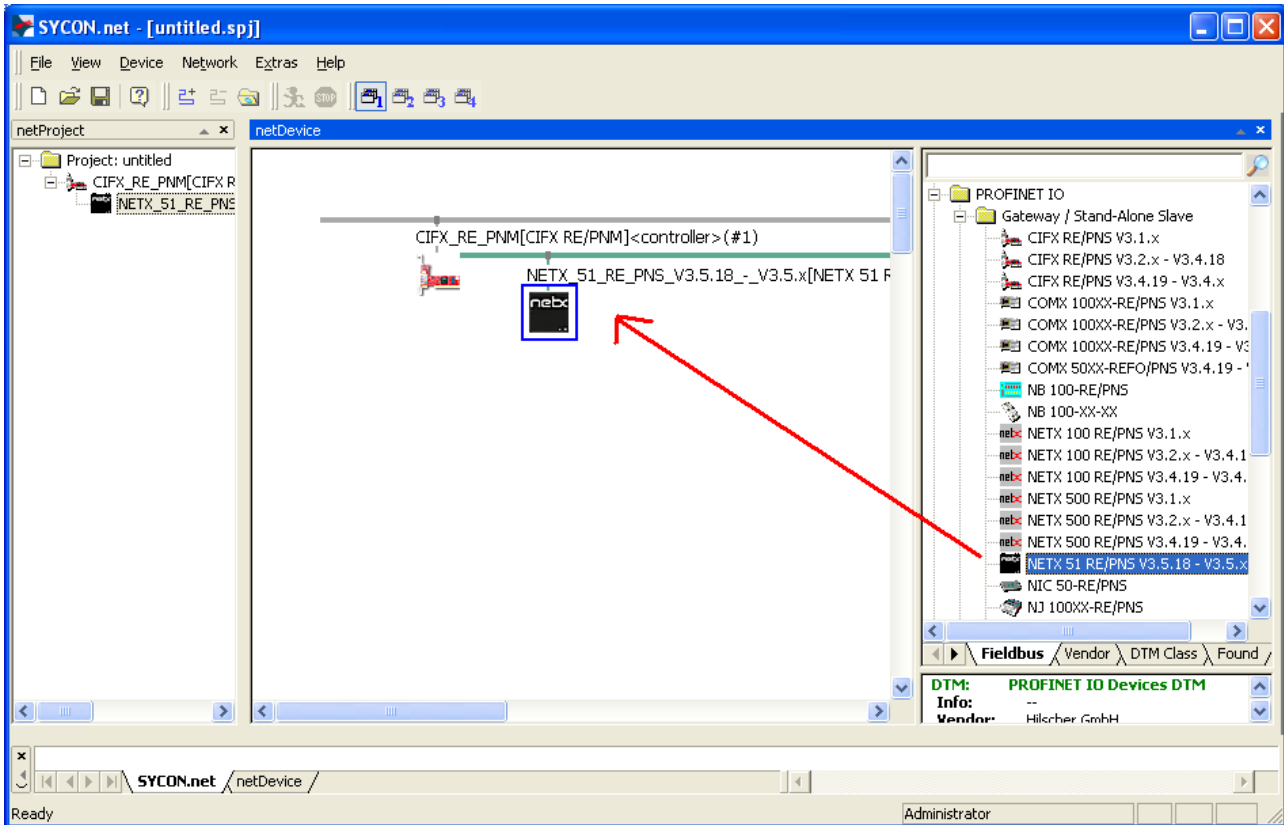 SYCON.net - [untitled.spj]
File View Device Network Extras Help
netProject
netDevice
Project: untitled
CIFX_RE_PNM[CIFX R
NETX_51_RE_PNS
CIFX_RE_PNM[CIFX RE/PNM]<controller>(#1)
NETX_51_RE_PNS_V3.5.18_-_V3.5.x[NETX 51 R
netx
PROFINET IO
Gateway / Stand-Alone Slave
CIFX RE/PNS V3.1.x
CIFX RE/PNS V3.2.x - V3.4.18
CIFX RE/PNS V3.4.19 - V3.4.x
COMX 100XX-RE/PNS V3.1.x
COMX 100XX-RE/PNS V3.2.x - V3.
COMX 100XX-RE/PNS V3.4.19 - V3
COMX 50XX-REFO/PNS V3.4.19 - '
NB 100-RE/PNS
NB 100-XX-XX
NETX 100 RE/PNS V3.1.x
NETX 100 RE/PNS V3.2.x - V3.4.1
NETX 100 RE/PNS V3.4.19 - V3.4.
NETX 500 RE/PNS V3.1.x
NETX 500 RE/PNS V3.2.x - V3.4.1
NETX 500 RE/PNS V3.4.19 - V3.4.
NETX 51 RE/PNS V3.5.18 - V3.5.x
NIC 50-RE/PNS
NJ 100XX-RE/PNS
Fieldbus Vendor DTM Class Found
DTM: PROFINET IO Devices DTM
Info: --
Vendor: Hilscher GmbH
SYCON.net netDevice
Ready
Administrator